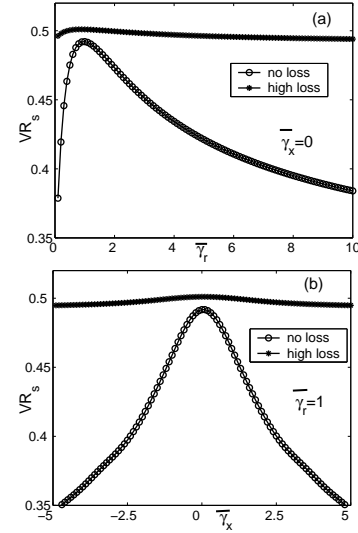 (a)
0.5
0.45
0.4
0.35
VR_s
no loss
high loss
γ̄_x=0
0 2 4 6 8 10
γ̄_r
(b)
0.5
0.45
0.4
0.35
VR_s
no loss
high loss
γ̄_r=1
-5 -2.5 0 2.5 5
γ̄_x